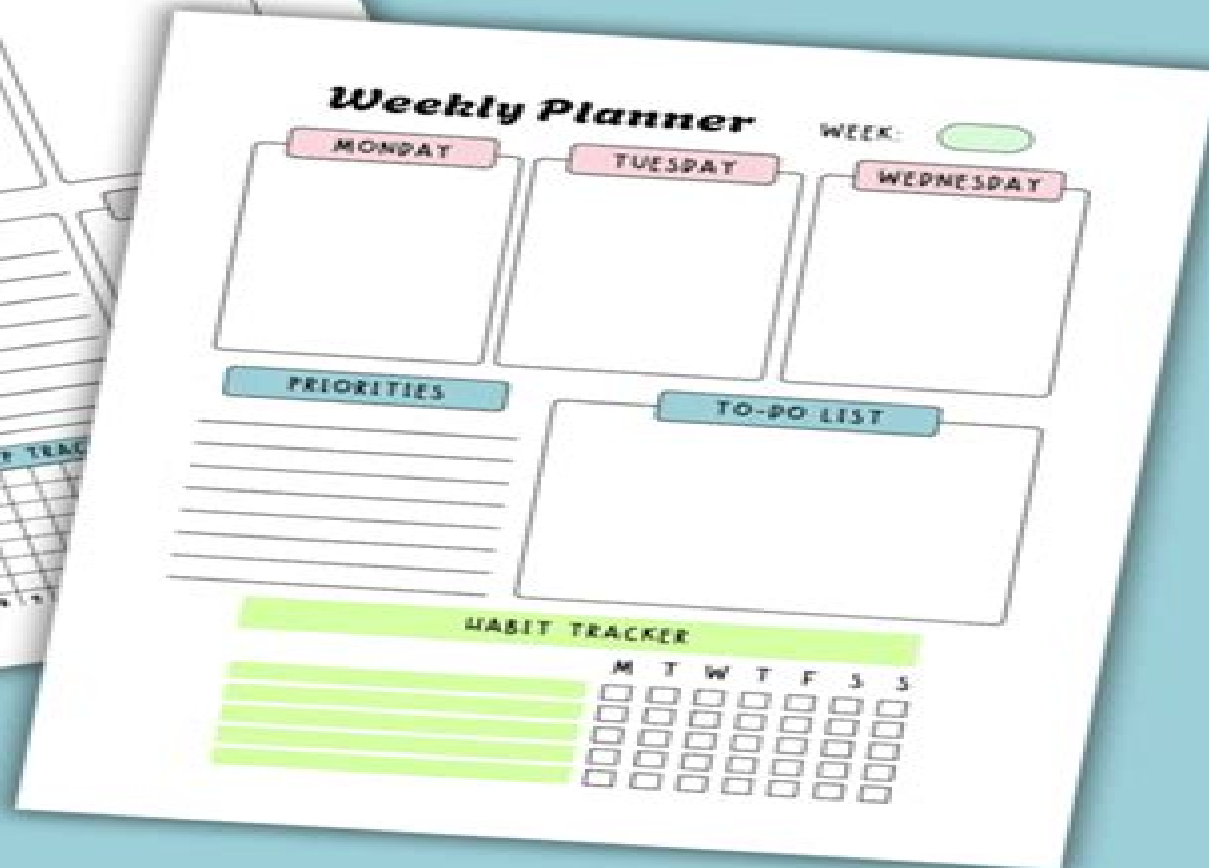 Weekly Planner
WEEK:
MONDAY TUESDAY WEDNESDAY
PRIORITIES TO-DO LIST
HABIT TRACKER
M T W T F S S